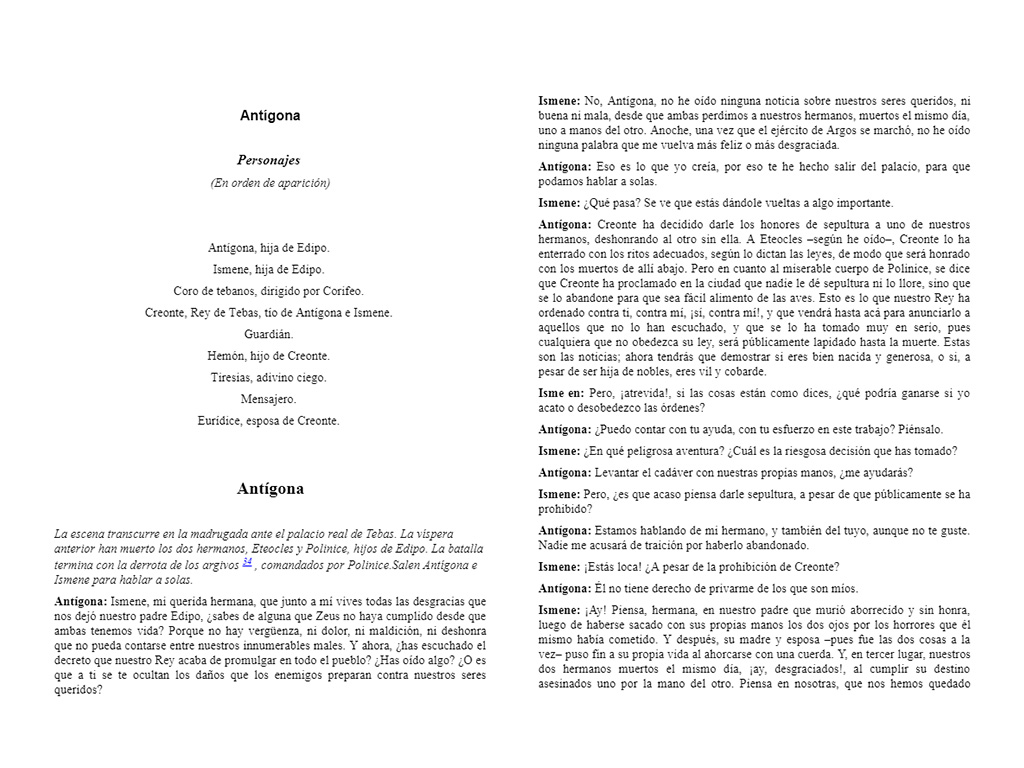 Antígona
Personajes
(En orden de aparición)
Antígona, hija de Edipo.
Ismene, hija de Edipo.
Coro de tebanos, dirigido por Corifeo.
Creonte, Rey de Tebas, tío de Antígona e Ismene.
Guardián.
Hemón, hijo de Creonte.
Tiresias, adivino ciego.
Mensajero.
Eurídice, esposa de Creonte.
Antígona
La escena transcurre en la madrugada ante el palacio real de Tebas. La víspera
anterior han muerto los dos hermanos, Eteocles y Polinice, hijos de Edipo. La batalla
termina con la derrota de los argivos 34 , comandados por Polinice.Salen Antígona e
Ismene para hablar a solas.
Antígona: Ismene, mi querida hermana, que junto a mí vives todas las desgracias que
nos dejó nuestro padre Edipo, ¿sabes de alguna que Zeus no haya cumplido desde que
ambas tenemos vida? Porque no hay vergüenza, ni dolor, ni maldición, ni deshonra
que no pueda contarse entre nuestros innumerables males. Y ahora, ¿has escuchado el
decreto que nuestro Rey acaba de promulgar en todo el pueblo? ¿Has oído algo? ¿O es
que a ti se te ocultan los daños que los enemigos preparan contra nuestros seres
queridos?
Ismene: No, Antígona, no he oído ninguna noticia sobre nuestros seres queridos, ni
buena ni mala, desde que ambas perdimos a nuestros hermanos, muertos el mismo día,
uno a manos del otro. Anoche, una vez que el ejército de Argos se marchó, no he oído
ninguna palabra que me vuelva más feliz o más desgraciada.
Antígona: Eso es lo que yo creía, por eso te he hecho salir del palacio, para que
podamos hablar a solas.
Ismene: ¿Qué pasa? Se ve que estás dándole vueltas a algo importante.
Antígona: Creonte ha decidido darle los honores de sepultura a uno de nuestros
hermanos, deshonrando al otro sin ella. A Eteocles –según he oído–, Creonte lo ha
enterrado con los ritos adecuados, según lo dictan las leyes, de modo que será honrado
con los muertos de allí abajo. Pero en cuanto al miserable cuerpo de Polinice, se dice
que Creonte ha proclamado en la ciudad que nadie le dé sepultura ni lo llore, sino que
se lo abandone para que sea fácil alimento de las aves. Esto es lo que nuestro Rey ha
ordenado contra ti, contra mí, ¡sí, contra mí!, y que vendrá hasta acá para anunciarlo a
aquellos que no lo han escuchado, y que se lo ha tomado muy en serio, pues
cualquiera que no obedezca su ley, será públicamente lapidado hasta la muerte. Estas
son las noticias; ahora tendrás que demostrar si eres bien nacida y generosa, o si, a
pesar de ser hija de nobles, eres vil y cobarde.
Isme en: Pero, ¡atrevida!, si las cosas están como dices, ¿qué podría ganarse si yo
acato o desobedezco las órdenes?
Antígona: ¿Puedo contar con tu ayuda, con tu esfuerzo en este trabajo? Piénsalo.
Ismene: ¿En qué peligrosa aventura? ¿Cuál es la riesgosa decisión que has tomado?
Antígona: Levantar el cadáver con nuestras propias manos, ¿me ayudarás?
Ismene: Pero, ¿es que acaso piensa darle sepultura, a pesar de que públicamente se ha
prohibido?
Antígona: Estamos hablando de mi hermano, y también del tuyo, aunque no te guste.
Nadie me acusará de traición por haberlo abandonado.
Ismene: ¡Estás loca! ¿A pesar de la prohibición de Creonte?
Antígona: Él no tiene derecho de privarme de los que son míos.
Ismene: ¡Ay! Piensa, hermana, en nuestro padre que murió aborrecido y sin honra,
luego de haberse sacado con sus propias manos los dos ojos por los horrores que él
mismo había cometido. Y después, su madre y esposa –pues fue las dos cosas a la
vez– puso fin a su propia vida al ahorcarse con una cuerda. Y, en tercer lugar, nuestros
dos hermanos muertos el mismo día, ¡ay, desgraciados!, al cumplir su destino
asesinados uno por la mano del otro. Piensa en nosotras, que nos hemos quedado